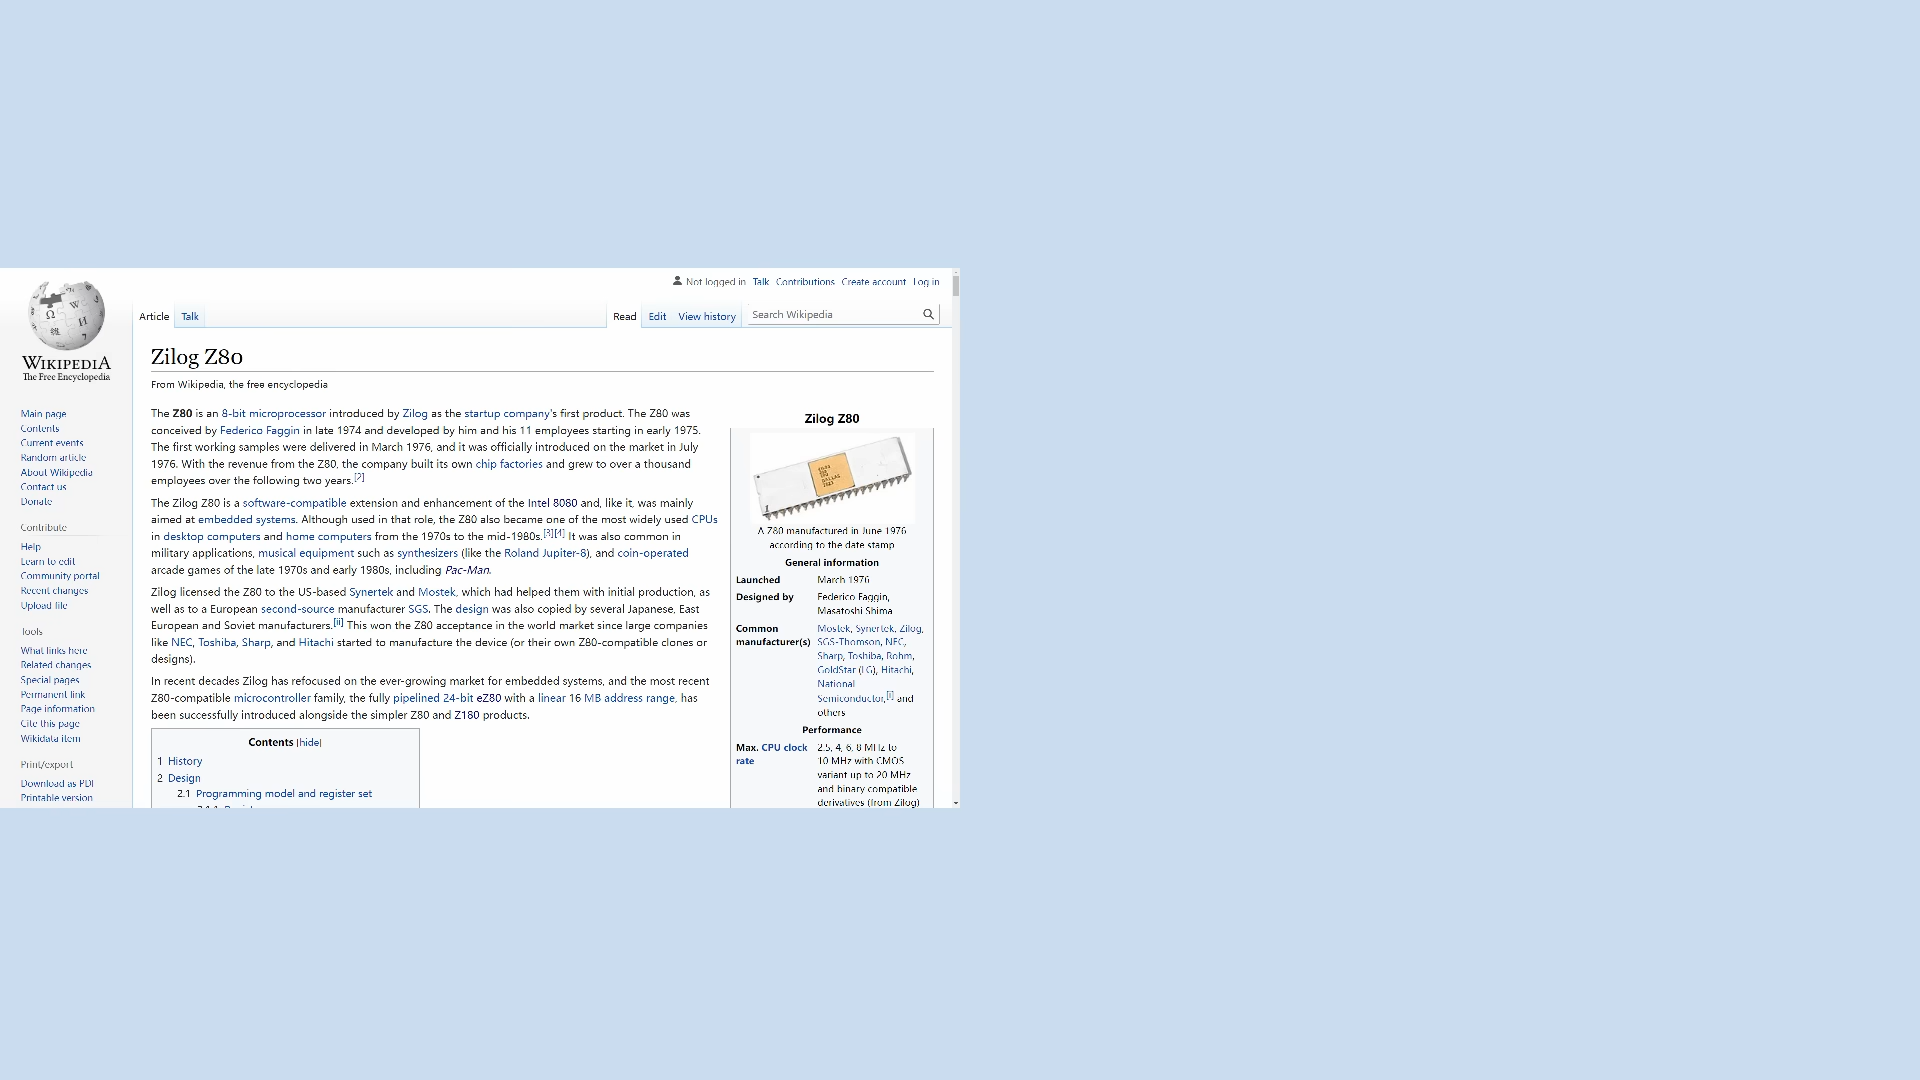 Not logged in Talk Contributions Create account Log in
Article Talk Read Edit View history Search Wikipedia
WIKIPEDIA
The Free Encyclopedia
Main page
Contents
Current events
Random article
About Wikipedia
Contact us
Donate
Contribute
Help
Learn to edit
Community portal
Recent changes
Upload file
Tools
What links here
Related changes
Special pages
Permanent link
Page information
Cite this page
Wikidata item
Print/export
Download as PDF
Printable version
Zilog Z80
From Wikipedia, the free encyclopedia
The Z80 is an 8-bit microprocessor introduced by Zilog as the startup company's first product. The Z80 was
conceived by Federico Faggin in late 1974 and developed by him and his 11 employees starting in early 1975.
The first working samples were delivered in March 1976, and it was officially introduced on the market in July
1976. With the revenue from the Z80, the company built its own chip factories and grew to over a thousand
employees over the following two years.[2]
The Zilog Z80 is a software-compatible extension and enhancement of the Intel 8080 and, like it, was mainly
aimed at embedded systems. Although used in that role, the Z80 also became one of the most widely used CPUs
in desktop computers and home computers from the 1970s to the mid-1980s.[3][4] It was also common in
military applications, musical equipment such as synthesizers (like the Roland Jupiter-8), and coin-operated
arcade games of the late 1970s and early 1980s, including Pac-Man.
Zilog licensed the Z80 to the US-based Synertek and Mostek, which had helped them with initial production, as
well as to a European second-source manufacturer SGS. The design was also copied by several Japanese, East
European and Soviet manufacturers.[ii] This won the Z80 acceptance in the world market since large companies
like NEC, Toshiba, Sharp, and Hitachi started to manufacture the device (or their own Z80-compatible clones or
designs).
In recent decades Zilog has refocused on the ever-growing market for embedded systems, and the most recent
Z80-compatible microcontroller family, the fully pipelined 24-bit eZ80 with a linear 16 MB address range, has
been successfully introduced alongside the simpler Z80 and Z180 products.
Contents [hide]
1 History
2 Design
2.1 Programming model and register set
Zilog Z80
A Z80 manufactured in June 1976
according to the date stamp
General information
Launched March 1976
Designed by Federico Faggin,
Masatoshi Shima
Common Mostek, Synertek, Zilog,
manufacturer(s) SGS-Thomson, NEC,
Sharp, Toshiba, Rohm,
GoldStar (LG), Hitachi,
National
Semiconductor,[i] and
others
Performance
Max. CPU clock 2.5, 4, 6, 8 MHz to
rate 10 MHz with CMOS
variant up to 20 MHz
and binary compatible
derivatives (from Zilog)